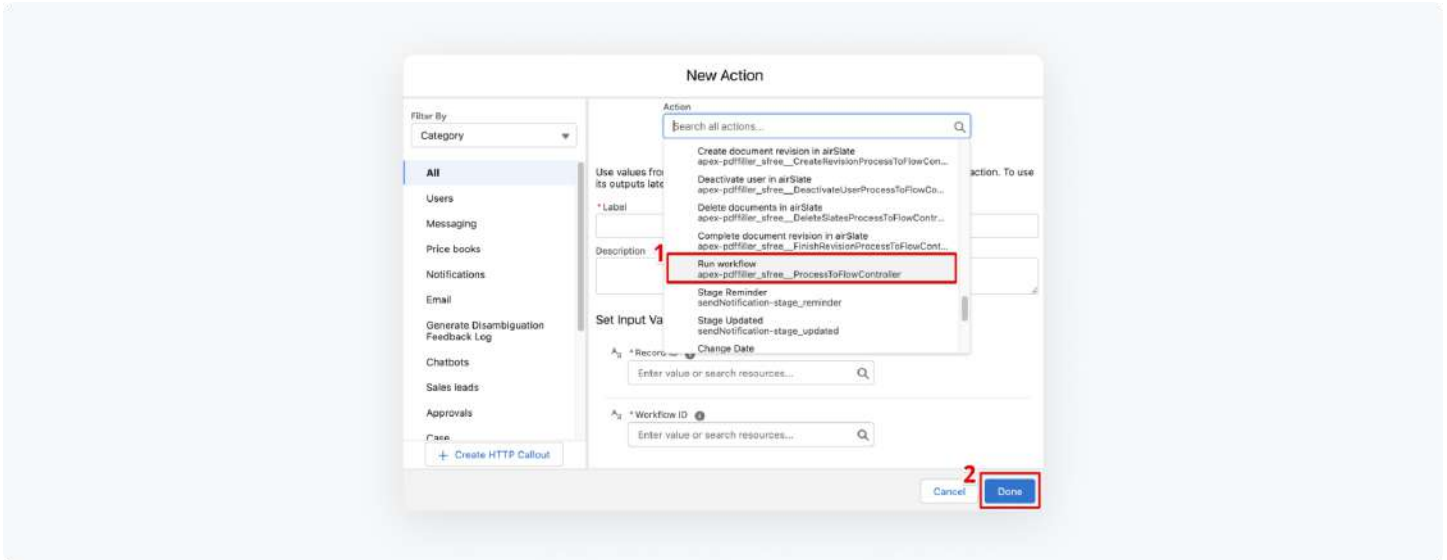 New Action
Filter By
Category
All
Users
Messaging
Price books
Notifications
Email
Generate Disambiguation
Feedback Log
Chatbots
Sales leads
Approvals
Case
+ Create HTTP Callout
Action
Search all actions...
Create document revision in airSlate
apex-pdffiller_sfree__CreateRevisionProcessToFlowCon...
Deactivate user in airSlate
apex-pdffiller_sfree__DeactivateUserProcessToFlowCo...
Delete documents in airSlate
apex-pdffiller_sfree__DeleteSlatesProcessToFlowContr...
Complete document revision in airSlate
apex-pdffiller_sfree__FinishRevisionProcessToFlowCont...
1
Run workflow
apex-pdffiller_sfree__ProcessToFlowController
Stage Reminder
sendNotification-stage_reminder
Stage Updated
sendNotification-stage_updated
Change Date
Use values from action. To use
its outputs late
* Label
Description
Set Input Va
Aa * Record
Enter value or search resources...
Aa * Workflow ID
Enter value or search resources...
2
Cancel
Done